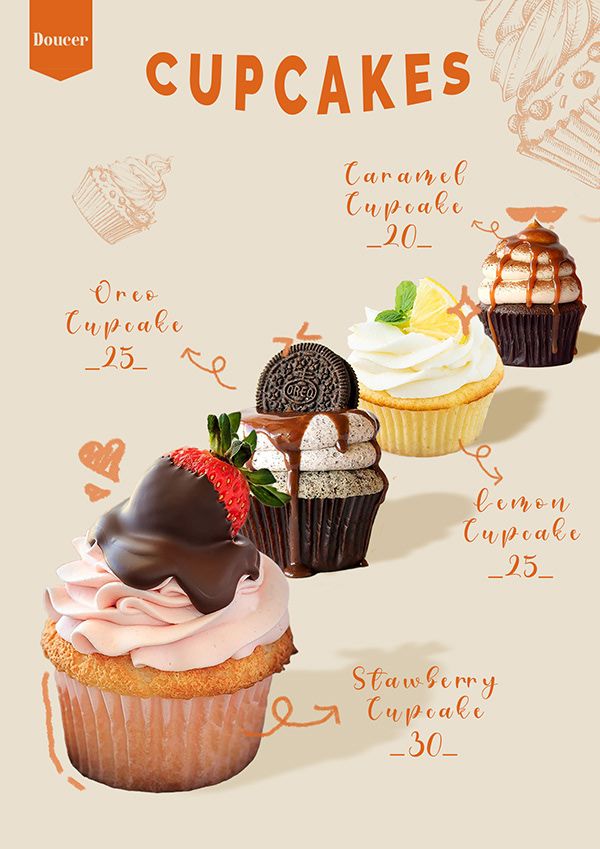 Doucer
CUPCAKES
Caramel
Cupcake
_20_
Oreo
Cupcake
_25_
OREO
Lemon
Cupcake
_25_
Stawberry
Cupcake
_30_